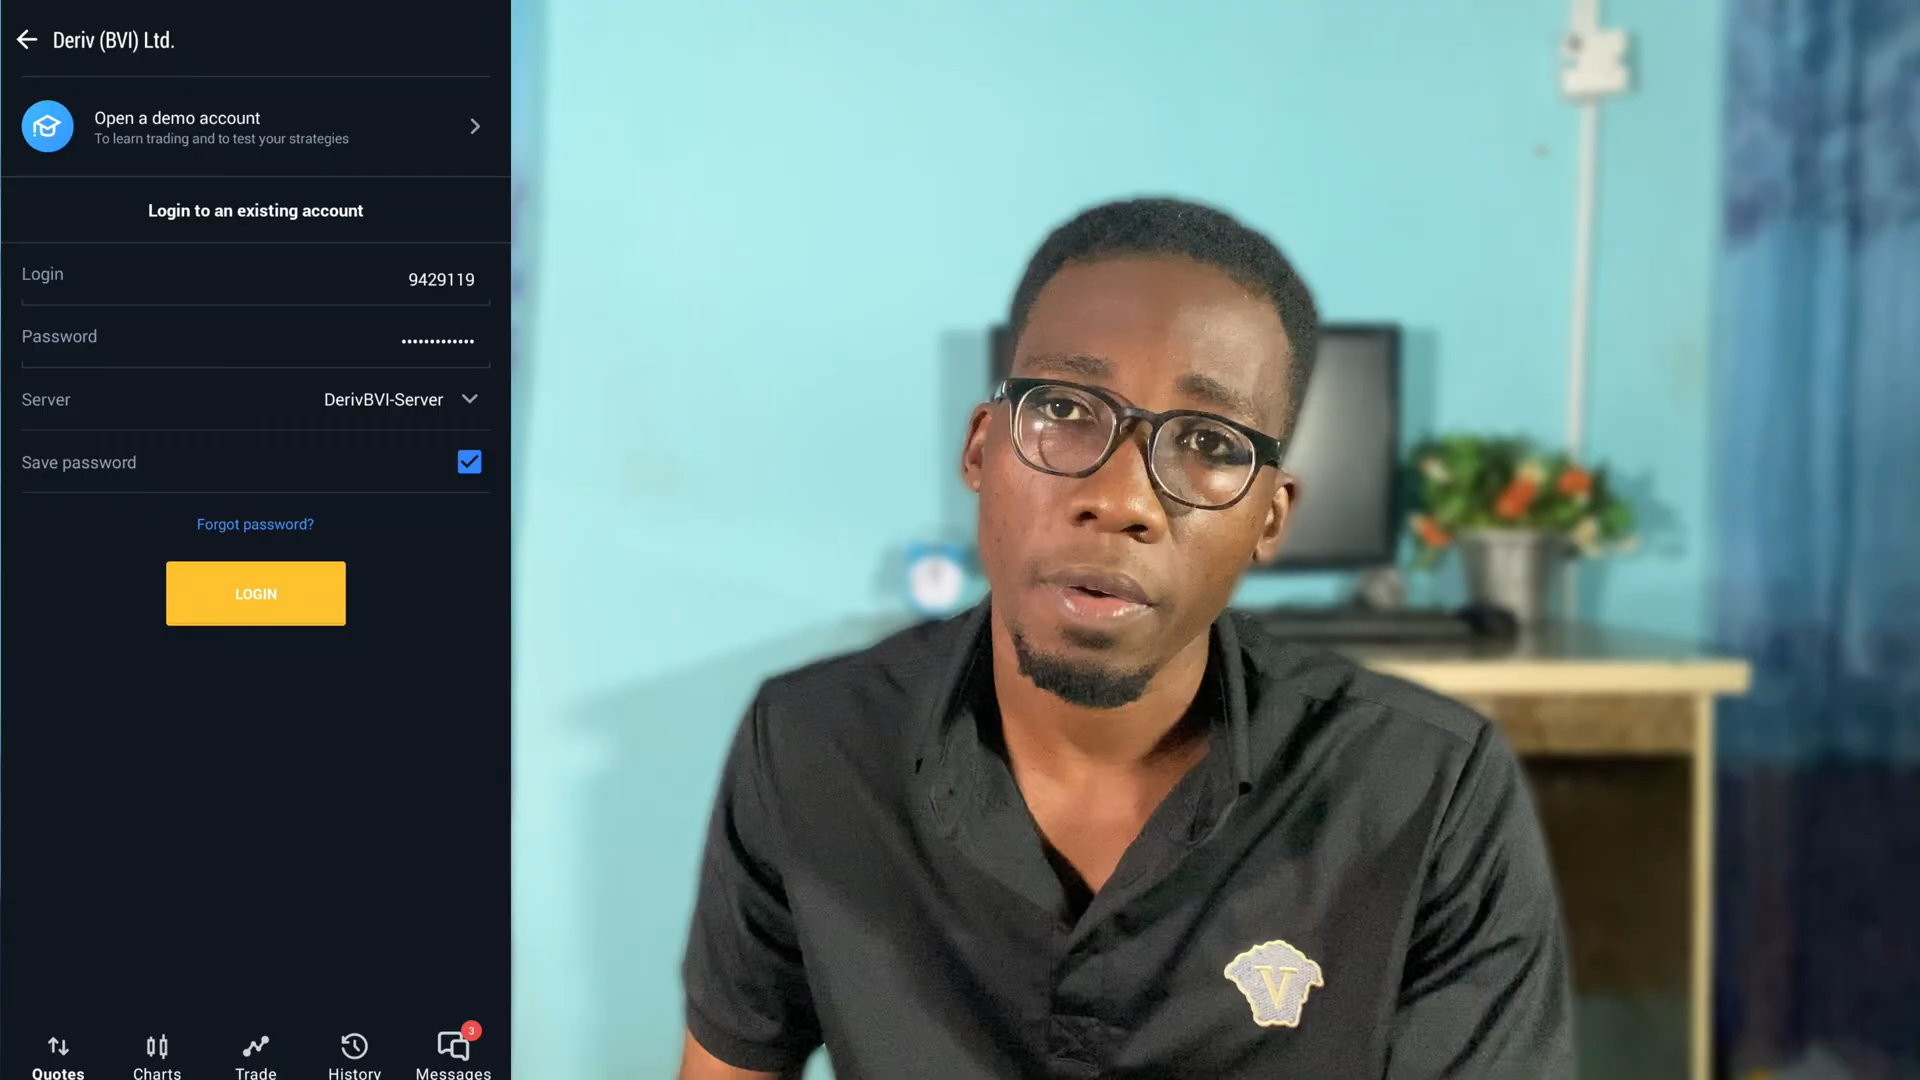 Deriv (BVI) Ltd.
Open a demo account
To learn trading and to test your strategies
Login to an existing account
Login
9429119
Password
Server
DerivBVI-Server
Save password
Forgot password?
LOGIN
3
Quotes
Charts
Trade
History
Messages
V